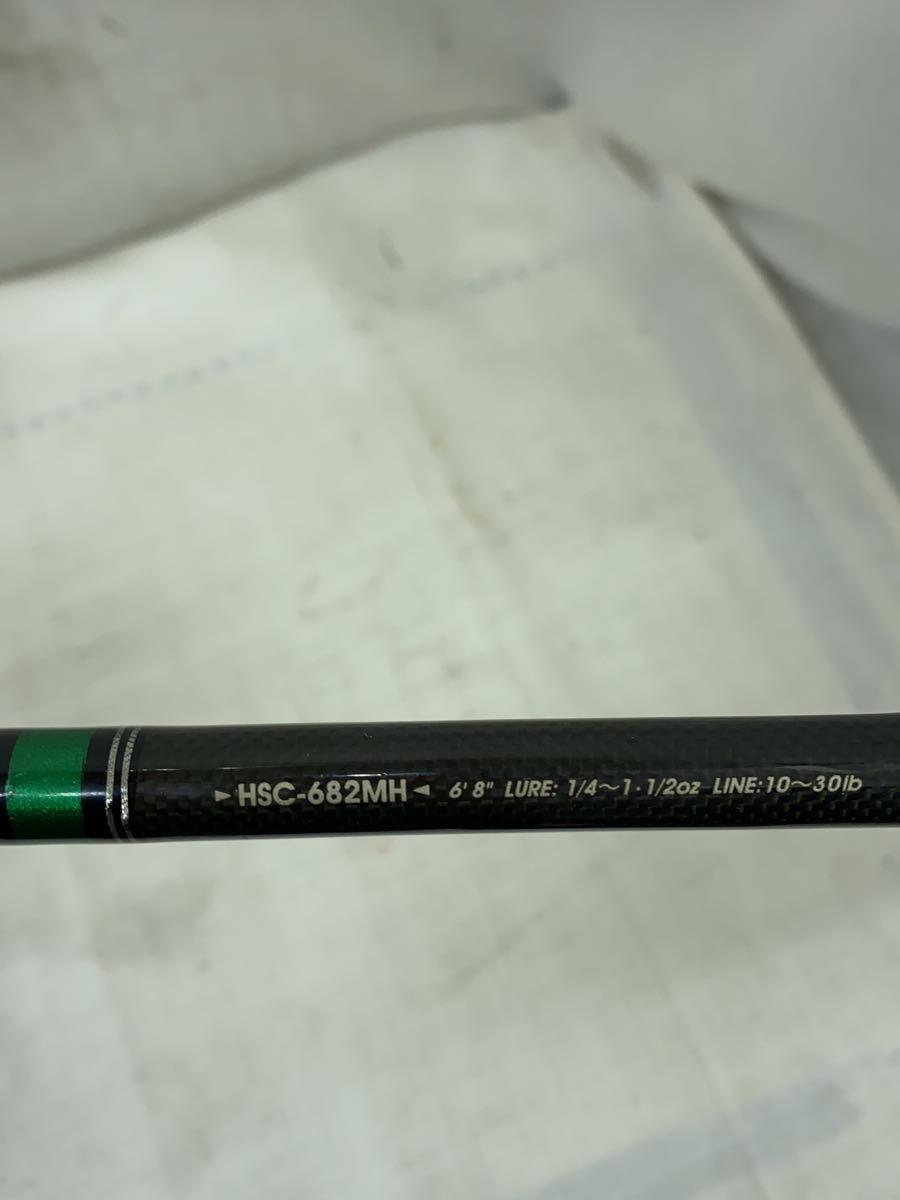 ►HSC-682MH◄ 6' 8" LURE: 1/4～1・1/2oz LINE:10～30lb